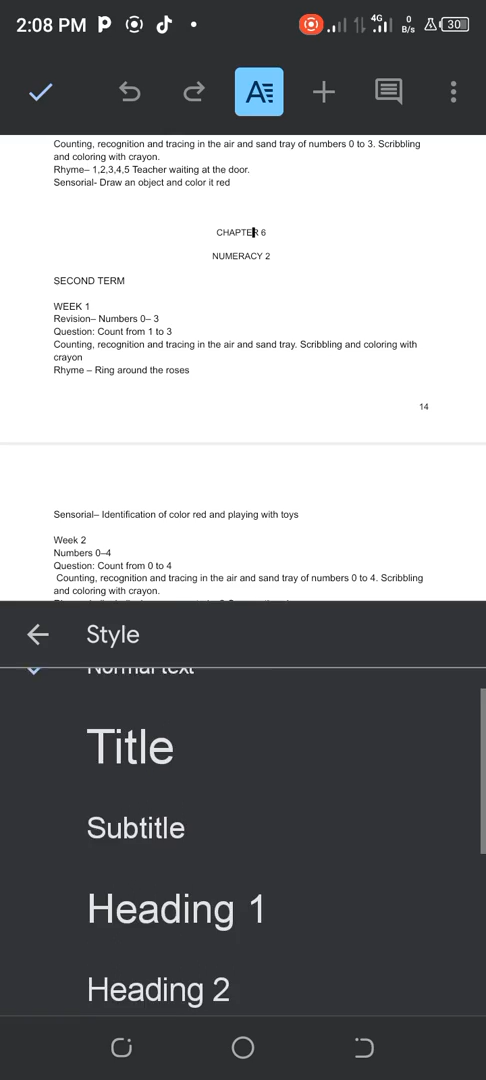 2:08 PM
4G 0 B/s 30
Counting, recognition and tracing in the air and sand tray of numbers 0 to 3. Scribbling
and coloring with crayon.
Rhyme– 1,2,3,4,5 Teacher waiting at the door.
Sensorial- Draw an object and color it red
CHAPTER 6
NUMERACY 2
SECOND TERM
WEEK 1
Revision– Numbers 0– 3
Question: Count from 1 to 3
Counting, recognition and tracing in the air and sand tray. Scribbling and coloring with
crayon
Rhyme – Ring around the roses
14
Sensorial– Identification of color red and playing with toys
Week 2
Numbers 0–4
Question: Count from 0 to 4
Counting, recognition and tracing in the air and sand tray of numbers 0 to 4. Scribbling
and coloring with crayon.
Style
Normal text
Title
Subtitle
Heading 1
Heading 2